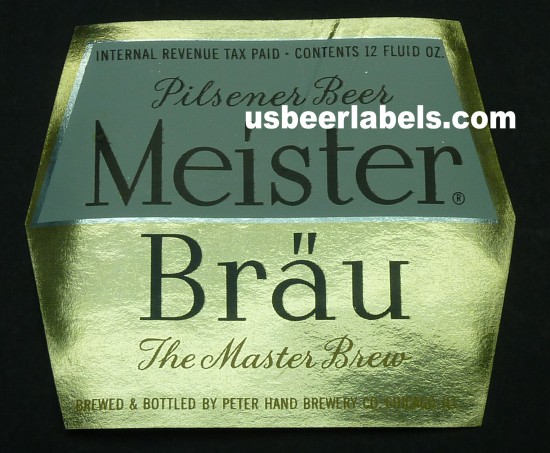 INTERNAL REVENUE TAX PAID · CONTENTS 12 FLUID OZ.
Pilsener Beer
usbeerlabels.com
Meister®
Bräu
The Master Brew
BREWED & BOTTLED BY PETER HAND BREWERY CO.